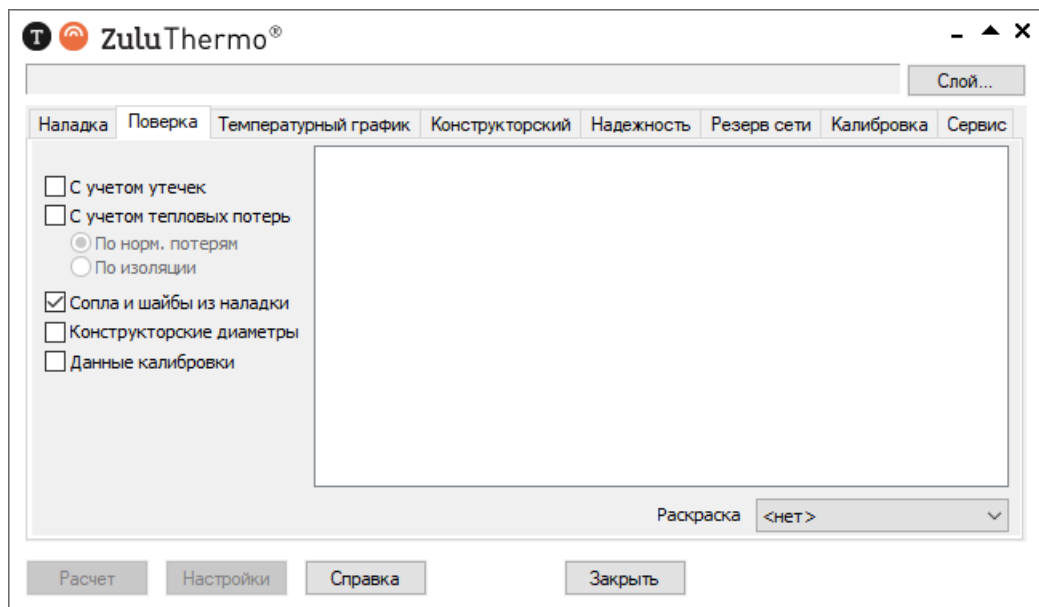 T ZuluThermo®
Слой...
Наладка Поверка Температурный график Конструкторский Надежность Резерв сети Калибровка Сервис
С учетом утечек
С учетом тепловых потерь
По норм. потерям
По изоляции
Сопла и шайбы из наладки
Конструкторские диаметры
Данные калибровки
Раскраска <нет>
Расчет Настройки Справка Закрыть